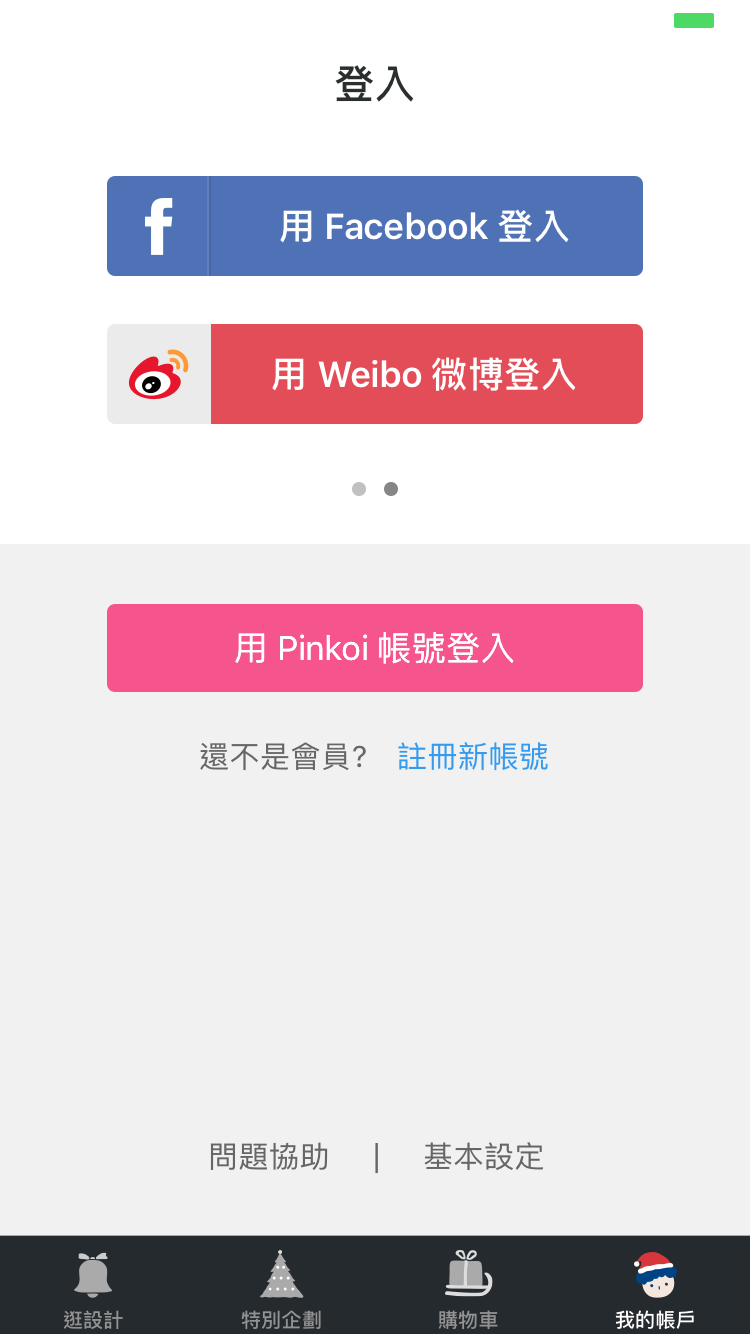 登入
用 Facebook 登入
用 Weibo 微博登入
用 Pinkoi 帳號登入
還不是會員? 註冊新帳號
問題協助 | 基本設定
逛設計 特別企劃 購物車 我的帳戶